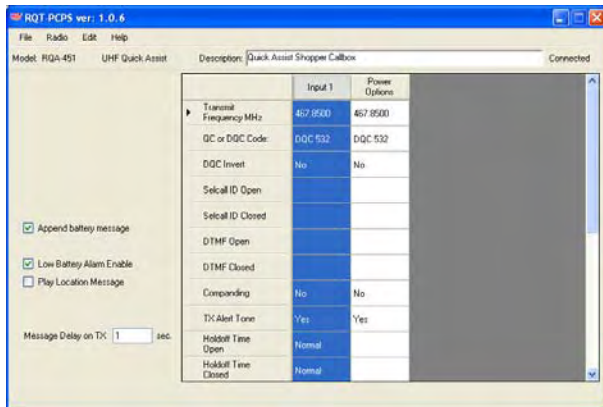 RQT-PCPS ver: 1.0.6
File Radio Edit Help
Model: RQA-451 UHF Quick Assist Description: Quick Assist Shopper Callbox Connected
Input 1 Power Options
Transmit Frequency MHz 467.8500 467.8500
QC or DQC Code: DQC 532 DQC 532
DQC Invert No No
Selcall ID Open
Selcall ID Closed
Append battery message
DTMF Open
Low Battery Alarm Enable DTMF Closed
Play Location Message
Companding No No
TX Alert Tone Yes Yes
Message Delay on TX 1 sec.
Holdoff Time Open Normal
Holdoff Time Closed Normal